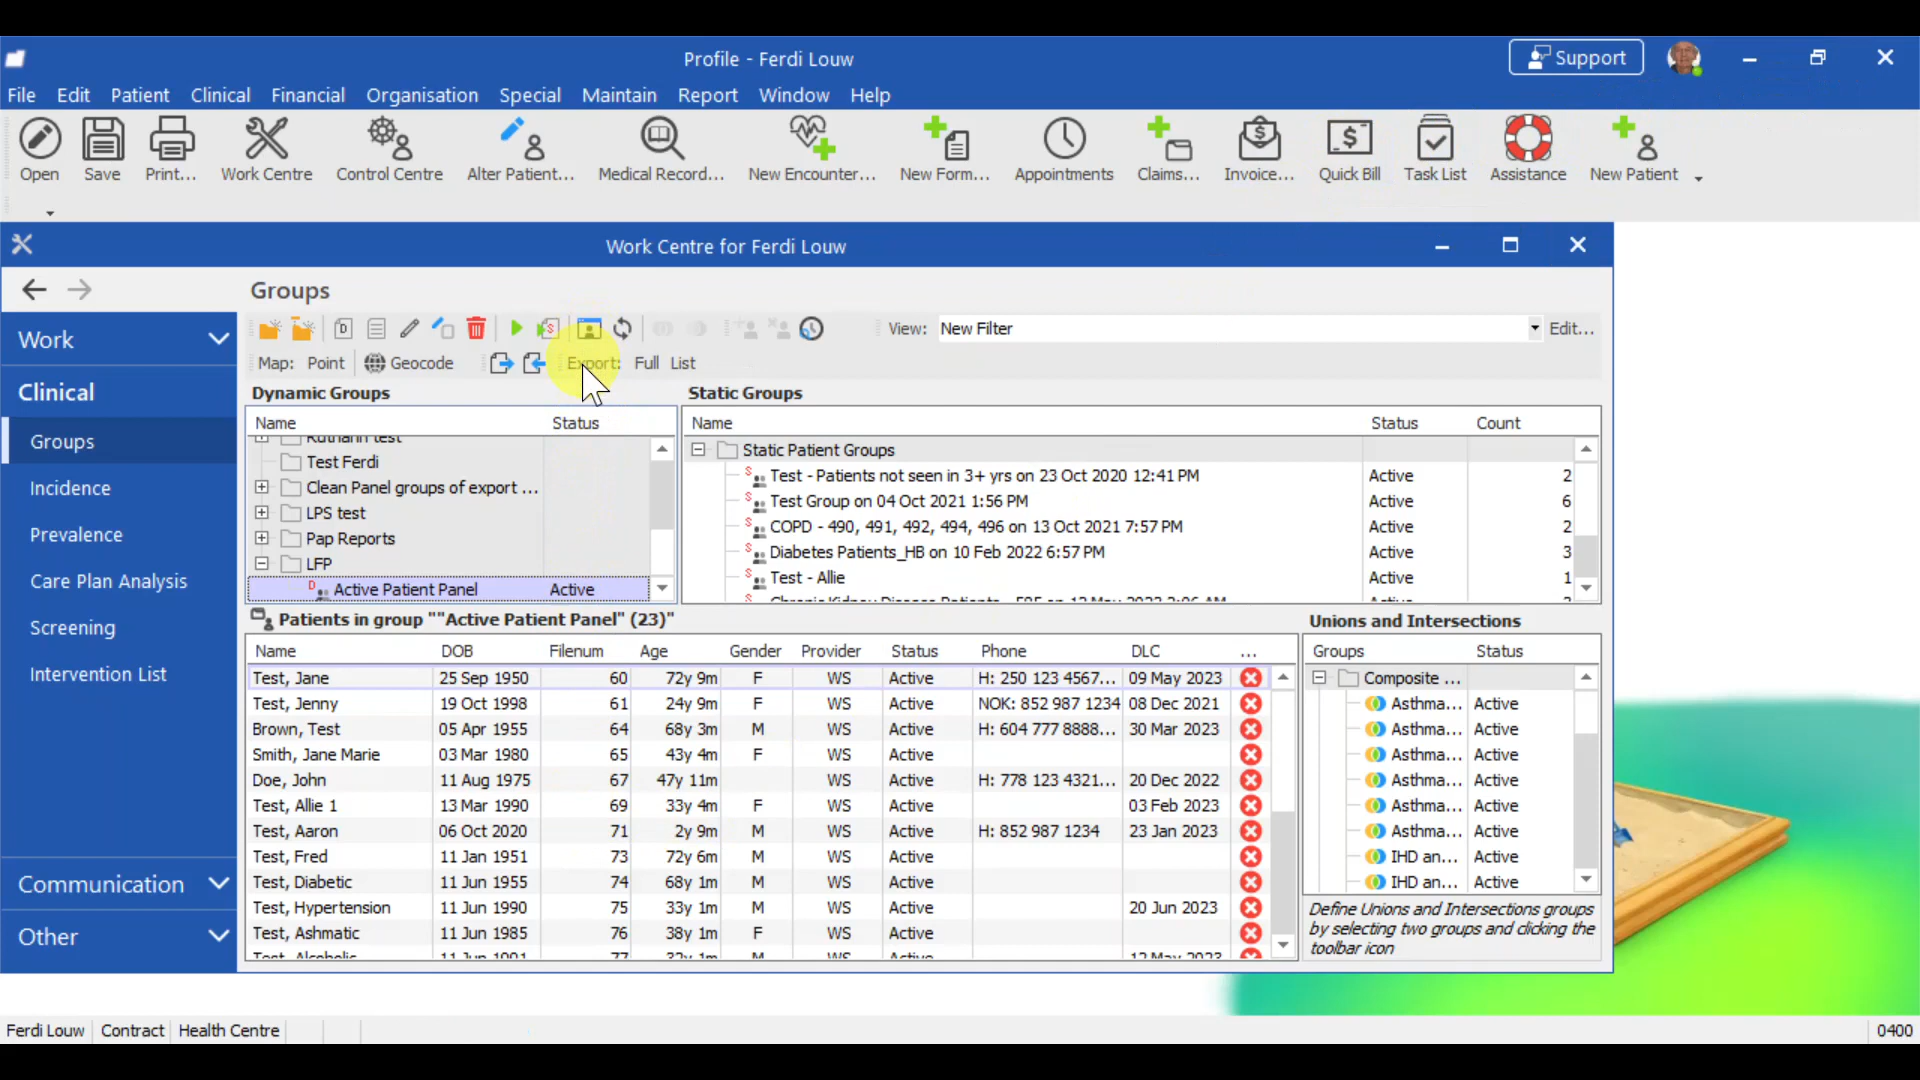 Profile - Ferdi Louw
Support
File Edit Patient Clinical Financial Organisation Special Maintain Report Window Help
Open Save Print... Work Centre Control Centre Alter Patient... Medical Record... New Encounter... New Form... Appointments Claims... Invoice... Quick Bill Task List Assistance New Patient
Work Centre for Ferdi Louw
Groups
Work
Clinical
Groups
Incidence
Prevalence
Care Plan Analysis
Screening
Intervention List
Communication
Other
View: New Filter Edit...
Map: Point Geocode Export: Full List
Dynamic Groups
Name Status
Ruthann test
Test Ferdi
Clean Panel groups of export ...
LPS test
Pap Reports
LFP
D Active Patient Panel Active
Static Groups
Name Status Count
Static Patient Groups
S Test - Patients not seen in 3+ yrs on 23 Oct 2020 12:41 PM Active 2
S Test Group on 04 Oct 2021 1:56 PM Active 6
S COPD - 490, 491, 492, 494, 496 on 13 Oct 2021 7:57 PM Active 2
S Diabetes Patients_HB on 10 Feb 2022 6:57 PM Active 3
S Test - Allie Active 1
Patients in group ""Active Patient Panel" (23)"
Name DOB Filenum Age Gender Provider Status Phone DLC ...
Test, Jane 25 Sep 1950 60 72y 9m F WS Active H: 250 123 4567... 09 May 2023
Test, Jenny 19 Oct 1998 61 24y 9m F WS Active NOK: 852 987 1234 08 Dec 2021
Brown, Test 05 Apr 1955 64 68y 3m M WS Active H: 604 777 8888... 30 Mar 2023
Smith, Jane Marie 03 Mar 1980 65 43y 4m F WS Active
Doe, John 11 Aug 1975 67 47y 11m WS Active H: 778 123 4321... 20 Dec 2022
Test, Allie 1 13 Mar 1990 69 33y 4m F WS Active 03 Feb 2023
Test, Aaron 06 Oct 2020 71 2y 9m M WS Active H: 852 987 1234 23 Jan 2023
Test, Fred 11 Jan 1951 73 72y 6m M WS Active
Test, Diabetic 11 Jun 1955 74 68y 1m M WS Active
Test, Hypertension 11 Jun 1990 75 33y 1m M WS Active 20 Jun 2023
Test, Ashmatic 11 Jun 1985 76 38y 1m F WS Active
Test, Alcoholic 11 Jun 1991 77 32y 1m M WS Active 12 May 2023
Unions and Intersections
Groups Status
Composite ...
Asthma... Active
Asthma... Active
Asthma... Active
Asthma... Active
Asthma... Active
Asthma... Active
IHD an... Active
IHD an... Active
Define Unions and Intersections groups
by selecting two groups and clicking the
toolbar icon
Ferdi Louw Contract Health Centre 0400